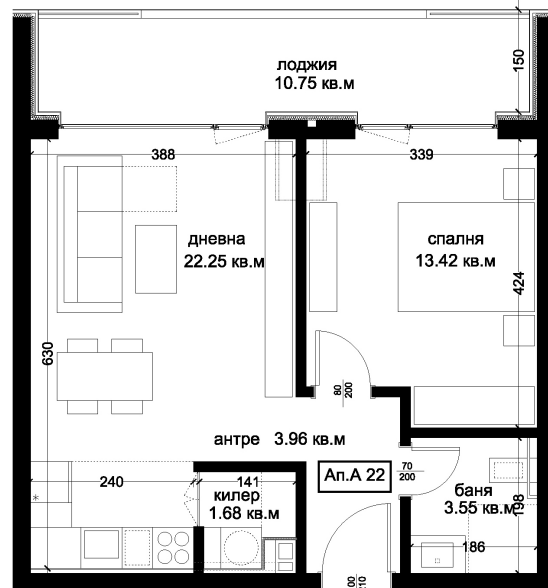 150
лоджия
10.75 кв.м
388
339
дневна
22.25 кв.м
спалня
13.42 кв.м
424
630
80
200
антре 3.96 кв.м
Ап.А 22
70
200
240
141
килер
1.68 кв.м
баня
3.55 кв.м
198
186